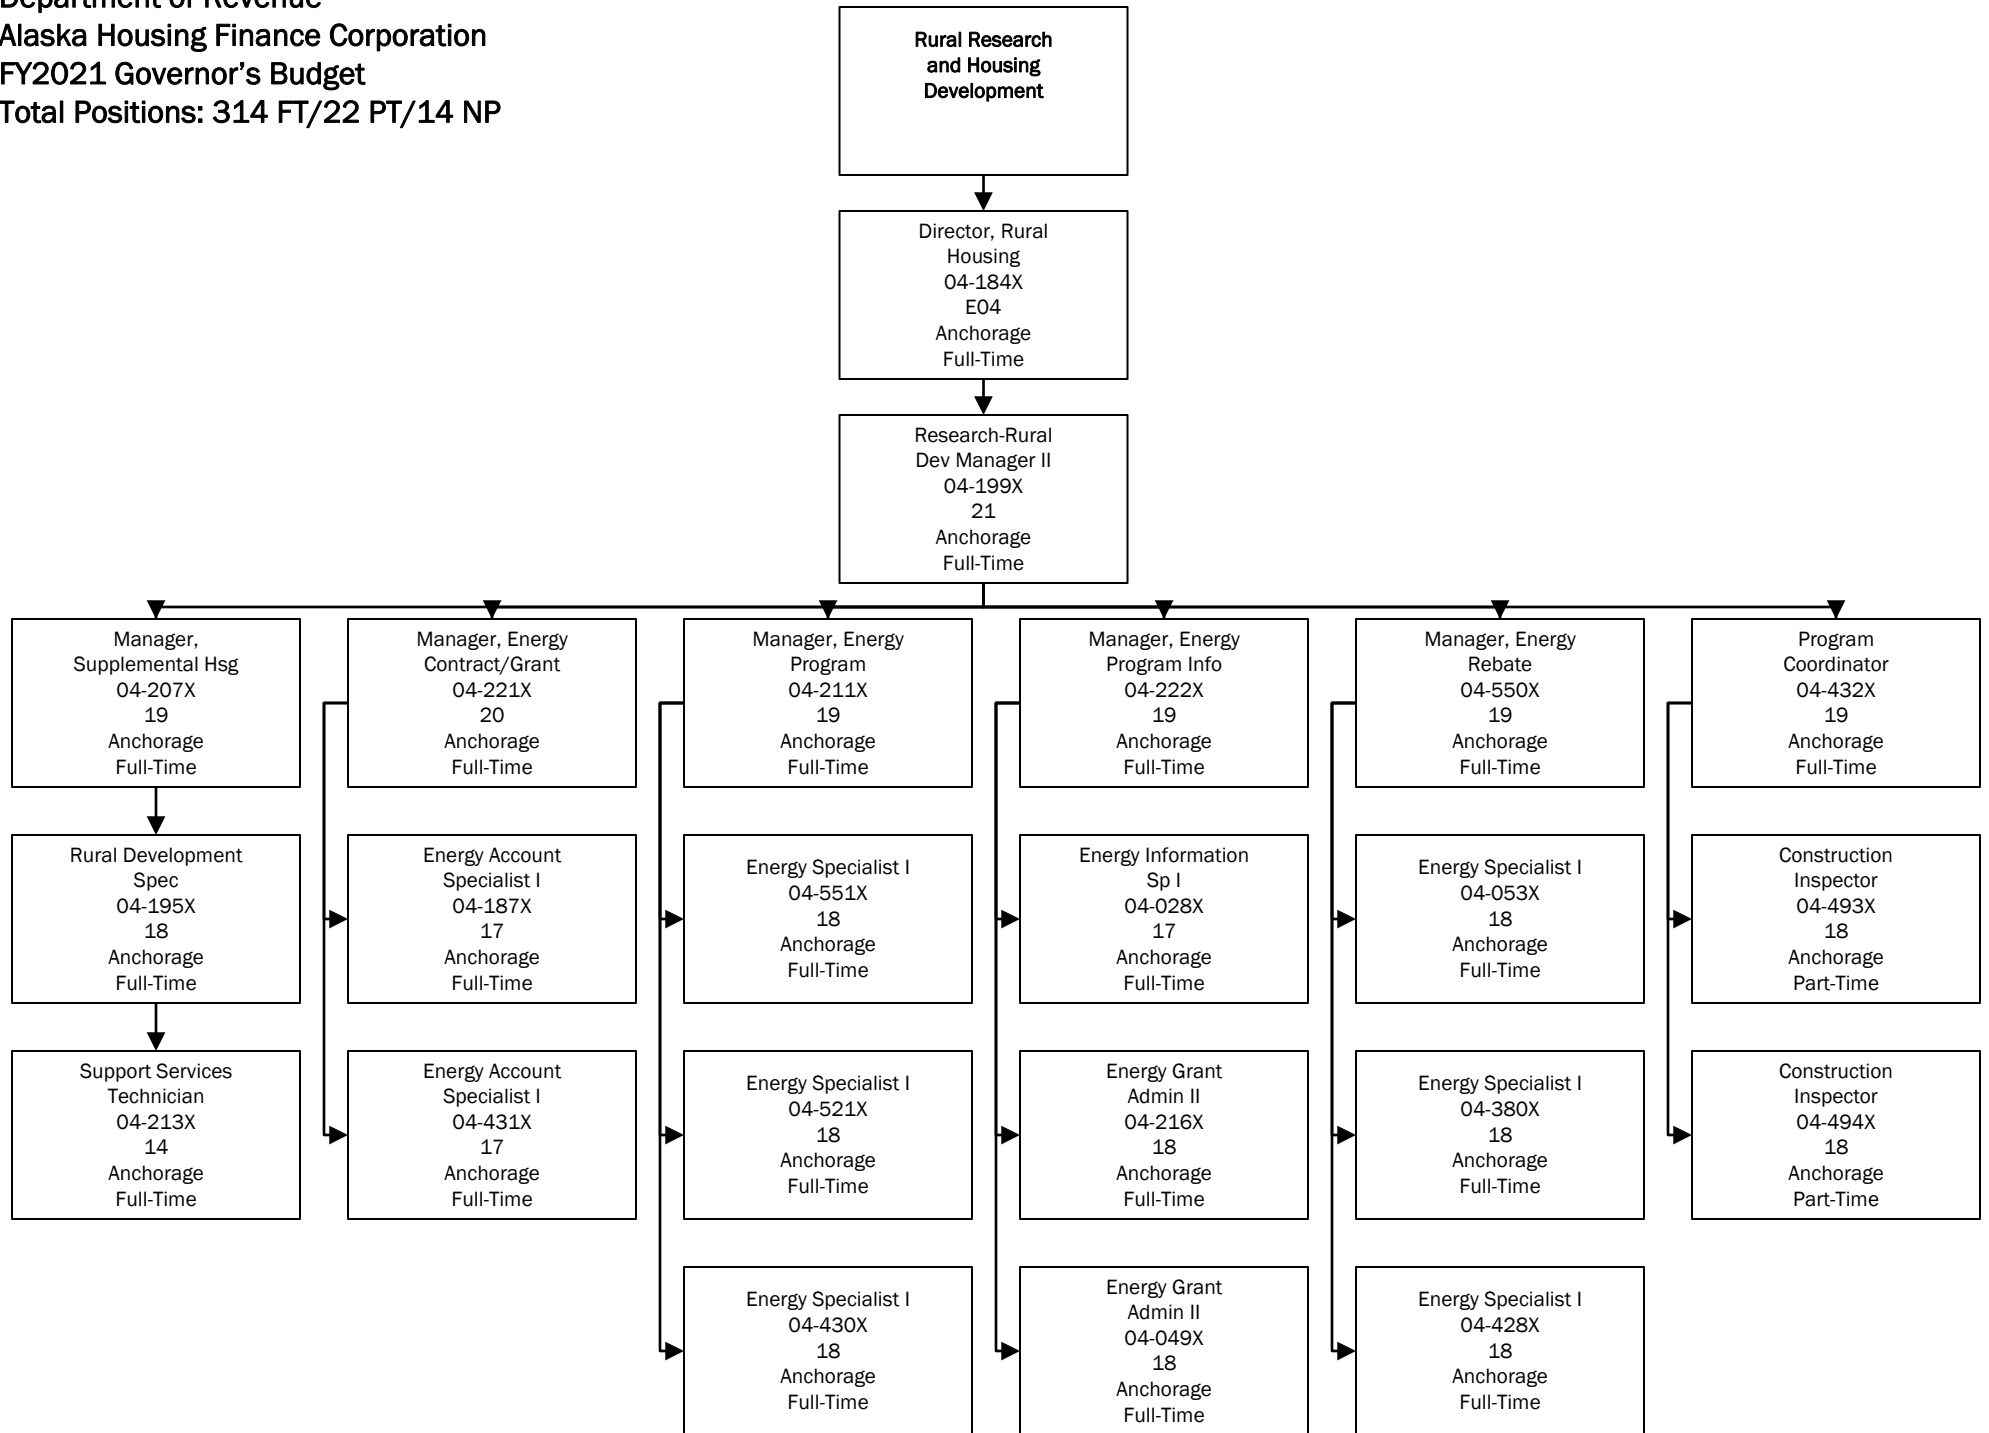 Department of Revenue
Alaska Housing Finance Corporation
FY2021 Governor's Budget
Total Positions: 314 FT/22 PT/14 NP
Rural Research
and Housing
Development
Director, Rural
Housing
04-184X
E04
Anchorage
Full-Time
Research-Rural
Dev Manager II
04-199X
21
Anchorage
Full-Time
Manager,
Supplemental Hsg
04-207X
19
Anchorage
Full-Time
Manager, Energy
Contract/Grant
04-221X
20
Anchorage
Full-Time
Manager, Energy
Program
04-211X
19
Anchorage
Full-Time
Manager, Energy
Program Info
04-222X
19
Anchorage
Full-Time
Manager, Energy
Rebate
04-550X
19
Anchorage
Full-Time
Program
Coordinator
04-432X
19
Anchorage
Full-Time
Rural Development
Spec
04-195X
18
Anchorage
Full-Time
Energy Account
Specialist I
04-187X
17
Anchorage
Full-Time
Energy Specialist I
04-551X
18
Anchorage
Full-Time
Energy Information
Sp I
04-028X
17
Anchorage
Full-Time
Energy Specialist I
04-053X
18
Anchorage
Full-Time
Construction
Inspector
04-493X
18
Anchorage
Part-Time
Support Services
Technician
04-213X
14
Anchorage
Full-Time
Energy Account
Specialist I
04-431X
17
Anchorage
Full-Time
Energy Specialist I
04-521X
18
Anchorage
Full-Time
Energy Grant
Admin II
04-216X
18
Anchorage
Full-Time
Energy Specialist I
04-380X
18
Anchorage
Full-Time
Construction
Inspector
04-494X
18
Anchorage
Part-Time
Energy Specialist I
04-430X
18
Anchorage
Full-Time
Energy Grant
Admin II
04-049X
18
Anchorage
Full-Time
Energy Specialist I
04-428X
18
Anchorage
Full-Time